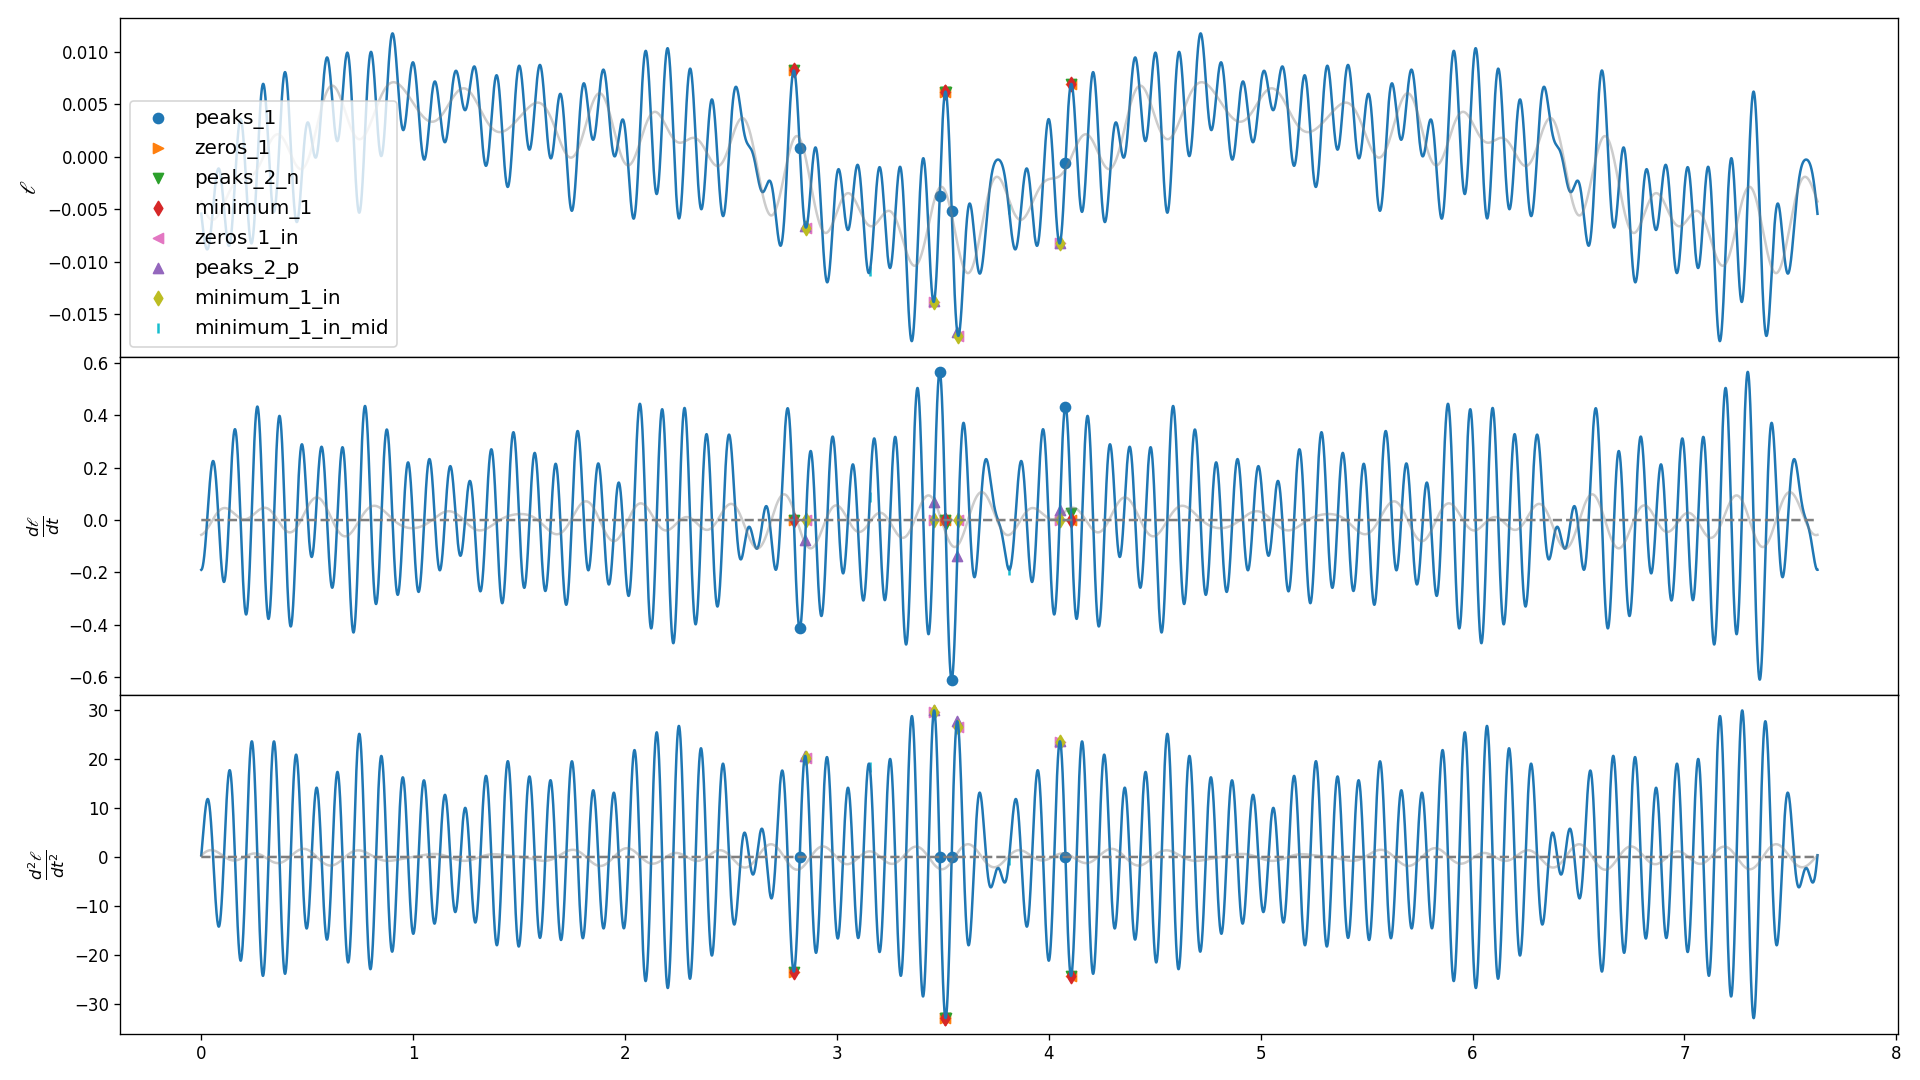 0.010
0.005
0.000
−0.005
−0.010
−0.015
ℓ
peaks_1
zeros_1
peaks_2_n
minimum_1
zeros_1_in
peaks_2_p
minimum_1_in
minimum_1_in_mid
0.6
0.4
0.2
0.0
−0.2
−0.4
−0.6
dℓ/dt
30
20
10
0
−10
−20
−30
d²ℓ/dt²
0 1 2 3 4 5 6 7 8